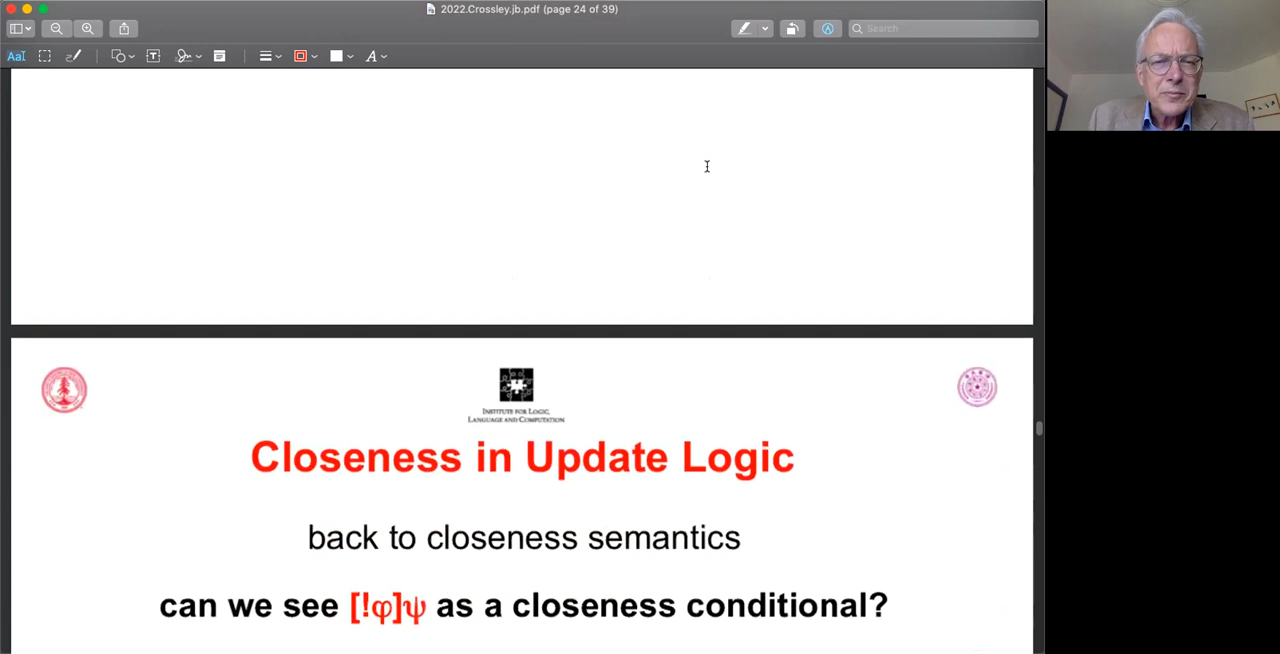 2022.Crossley.jb.pdf (page 24 of 39)
Search
AaI
T
A
INSTITUTE FOR LOGIC,
LANGUAGE AND COMPUTATION
Closeness in Update Logic
back to closeness semantics
can we see [!φ]ψ as a closeness conditional?